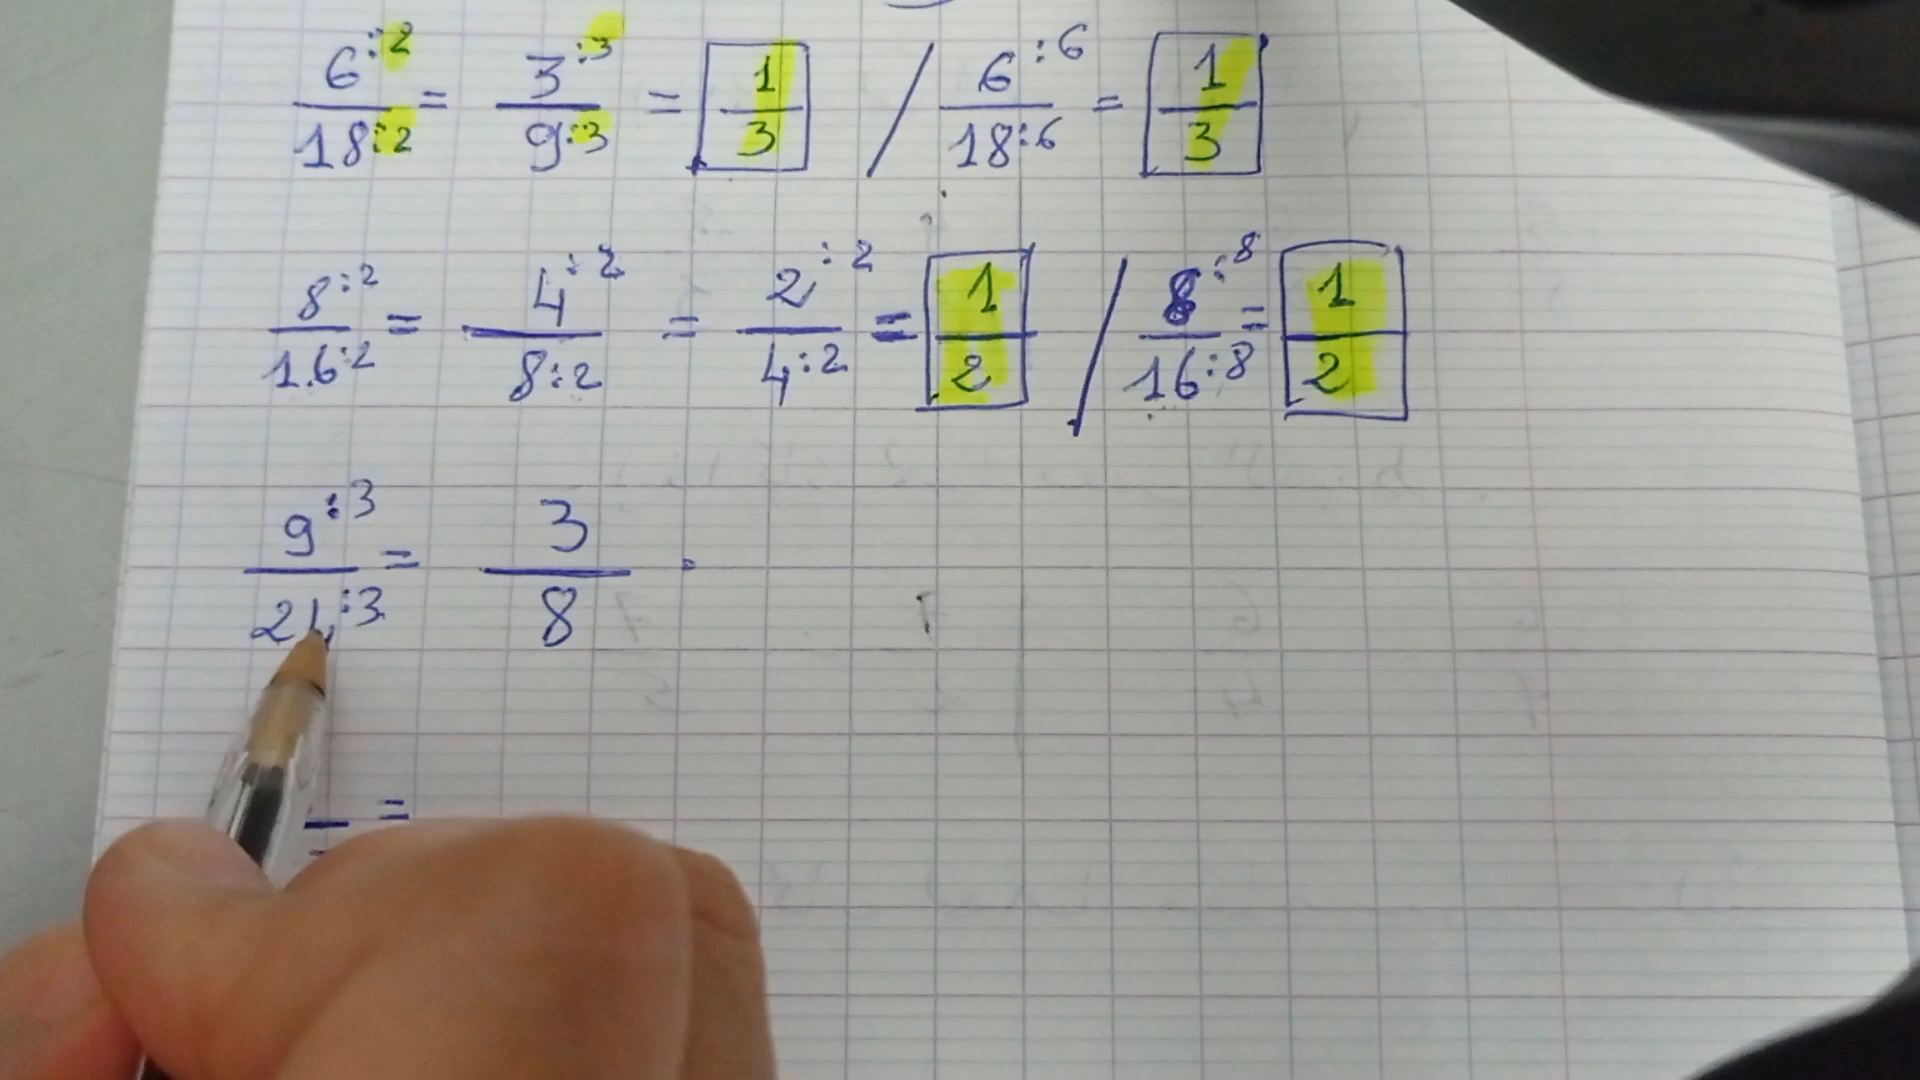 6:2/18:2 = 3:3/9:3 = 1/3 / 6:6/18:6 = 1/3
8:2/16:2 = 4:2/8:2 = 2:2/4:2 = 1/2 / 8:8/16:8 = 1/2
9:3/21:3 = 3/8
=